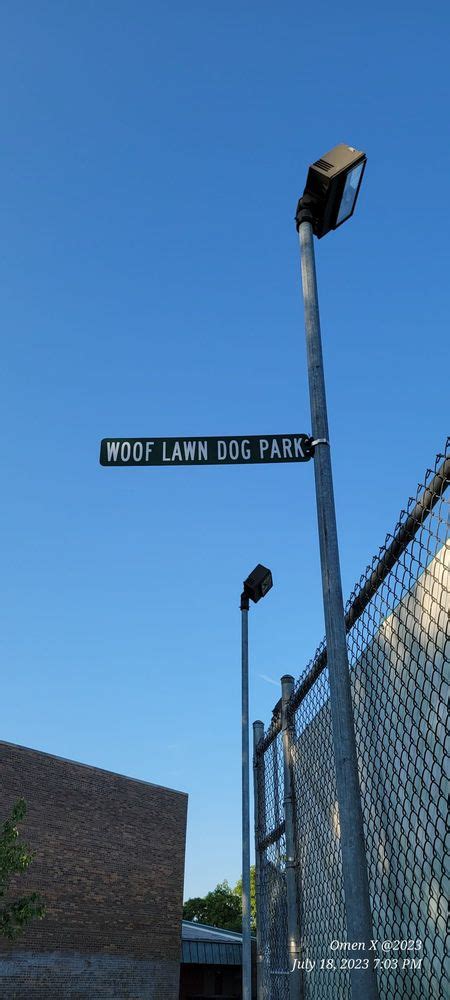 WOOF LAWN DOG PARK
Omen X @2023
July 18, 2023 7:03 PM